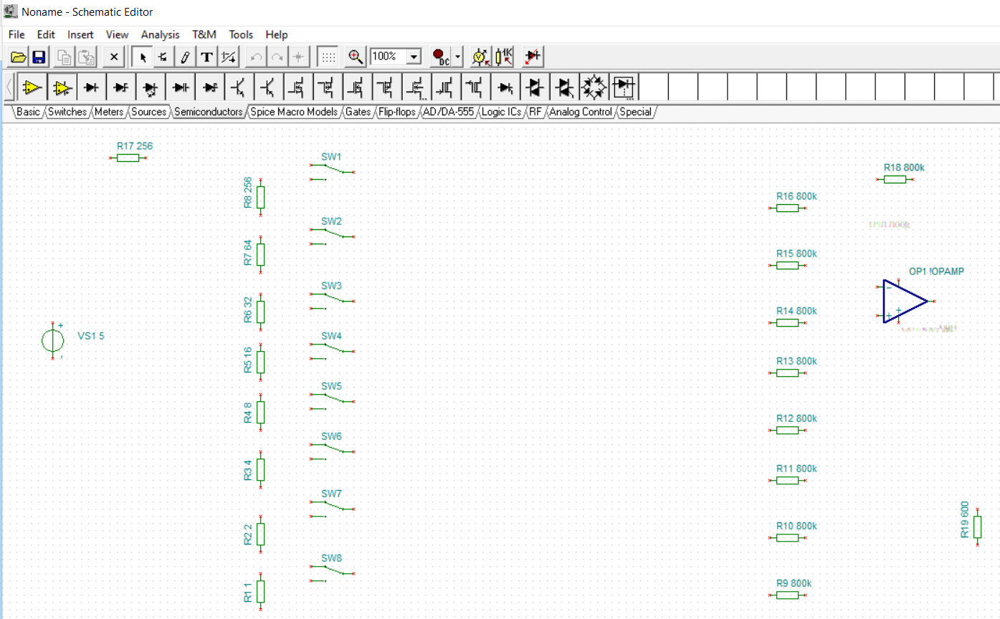 Noname - Schematic Editor
File Edit Insert View Analysis T&M Tools Help
T 100% DC 1K
Basic Switches Meters Sources Semiconductors Spice Macro Models Gates Flip-flops AD/DA-555 Logic ICs RF Analog Control Special
R17 256
SW1
R18 800k
R8 256
R16 800k
SW2
R7 64
R15 800k
OP1 !OPAMP
SW3
R6 32
R14 800k
VS1 5
SW4
R5 16
R13 800k
SW5
R4 8
R12 800k
SW6
R3 4
R11 800k
SW7
R2 2
R10 800k
R19 600
SW8
R1 1
R9 800k